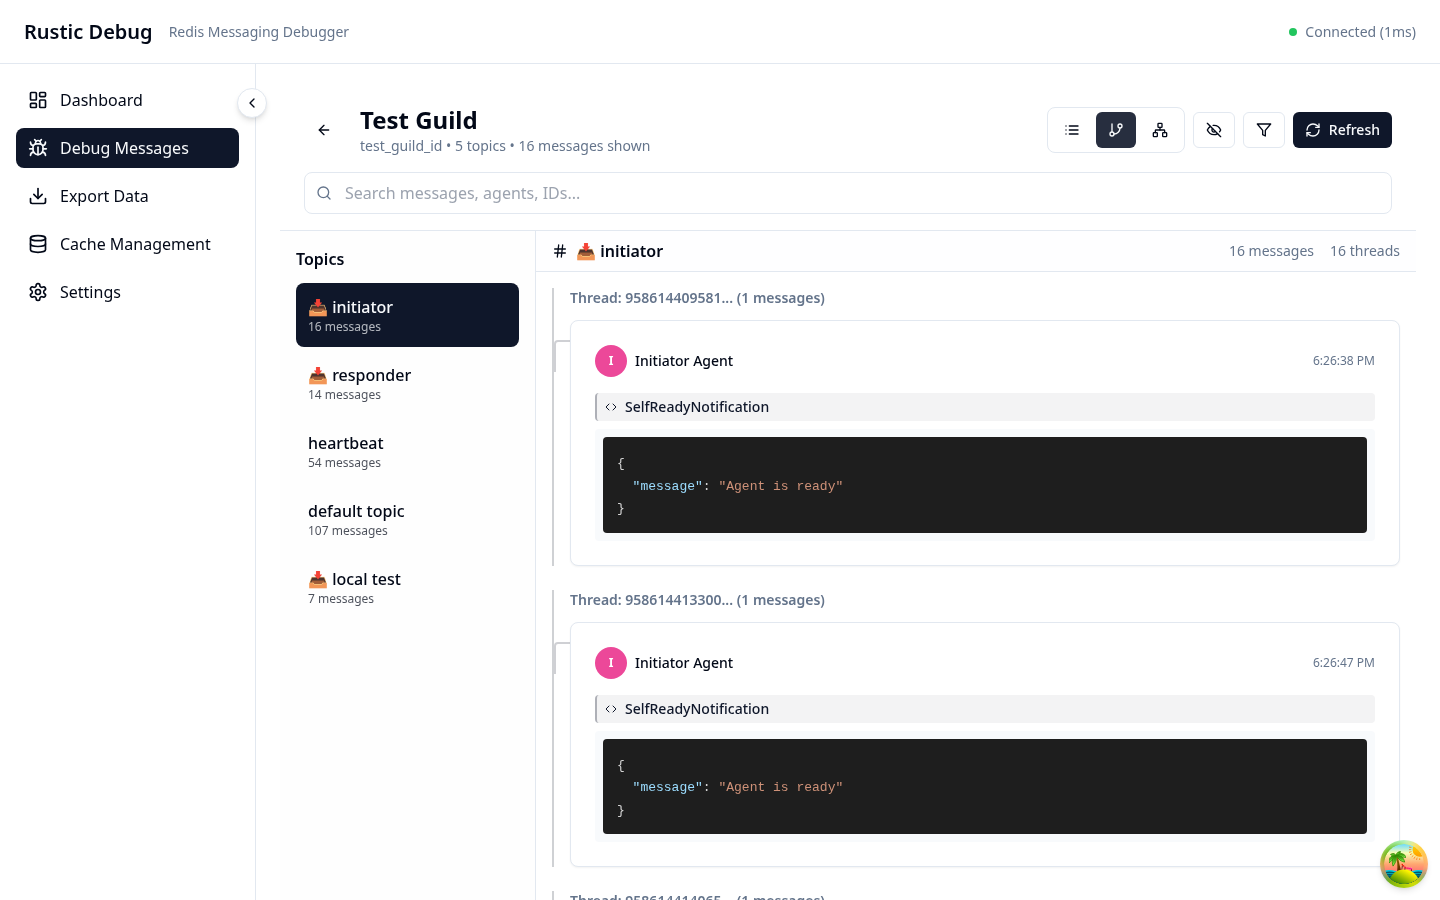 Rustic Debug
Redis Messaging Debugger
Connected (1ms)
Dashboard
Debug Messages
Export Data
Cache Management
Settings
Test Guild
test_guild_id • 5 topics • 16 messages shown
Refresh
Search messages, agents, IDs...
Topics
📥 initiator
16 messages
📥 responder
14 messages
heartbeat
54 messages
default topic
107 messages
📥 local test
7 messages
# 📥 initiator
16 messages
16 threads
Thread: 958614409581... (1 messages)
I
Initiator Agent
6:26:38 PM
<> SelfReadyNotification
{
"message": "Agent is ready"
}
Thread: 958614413300... (1 messages)
I
Initiator Agent
6:26:47 PM
<> SelfReadyNotification
{
"message": "Agent is ready"
}
Thread: 958614414065... (1 messages)